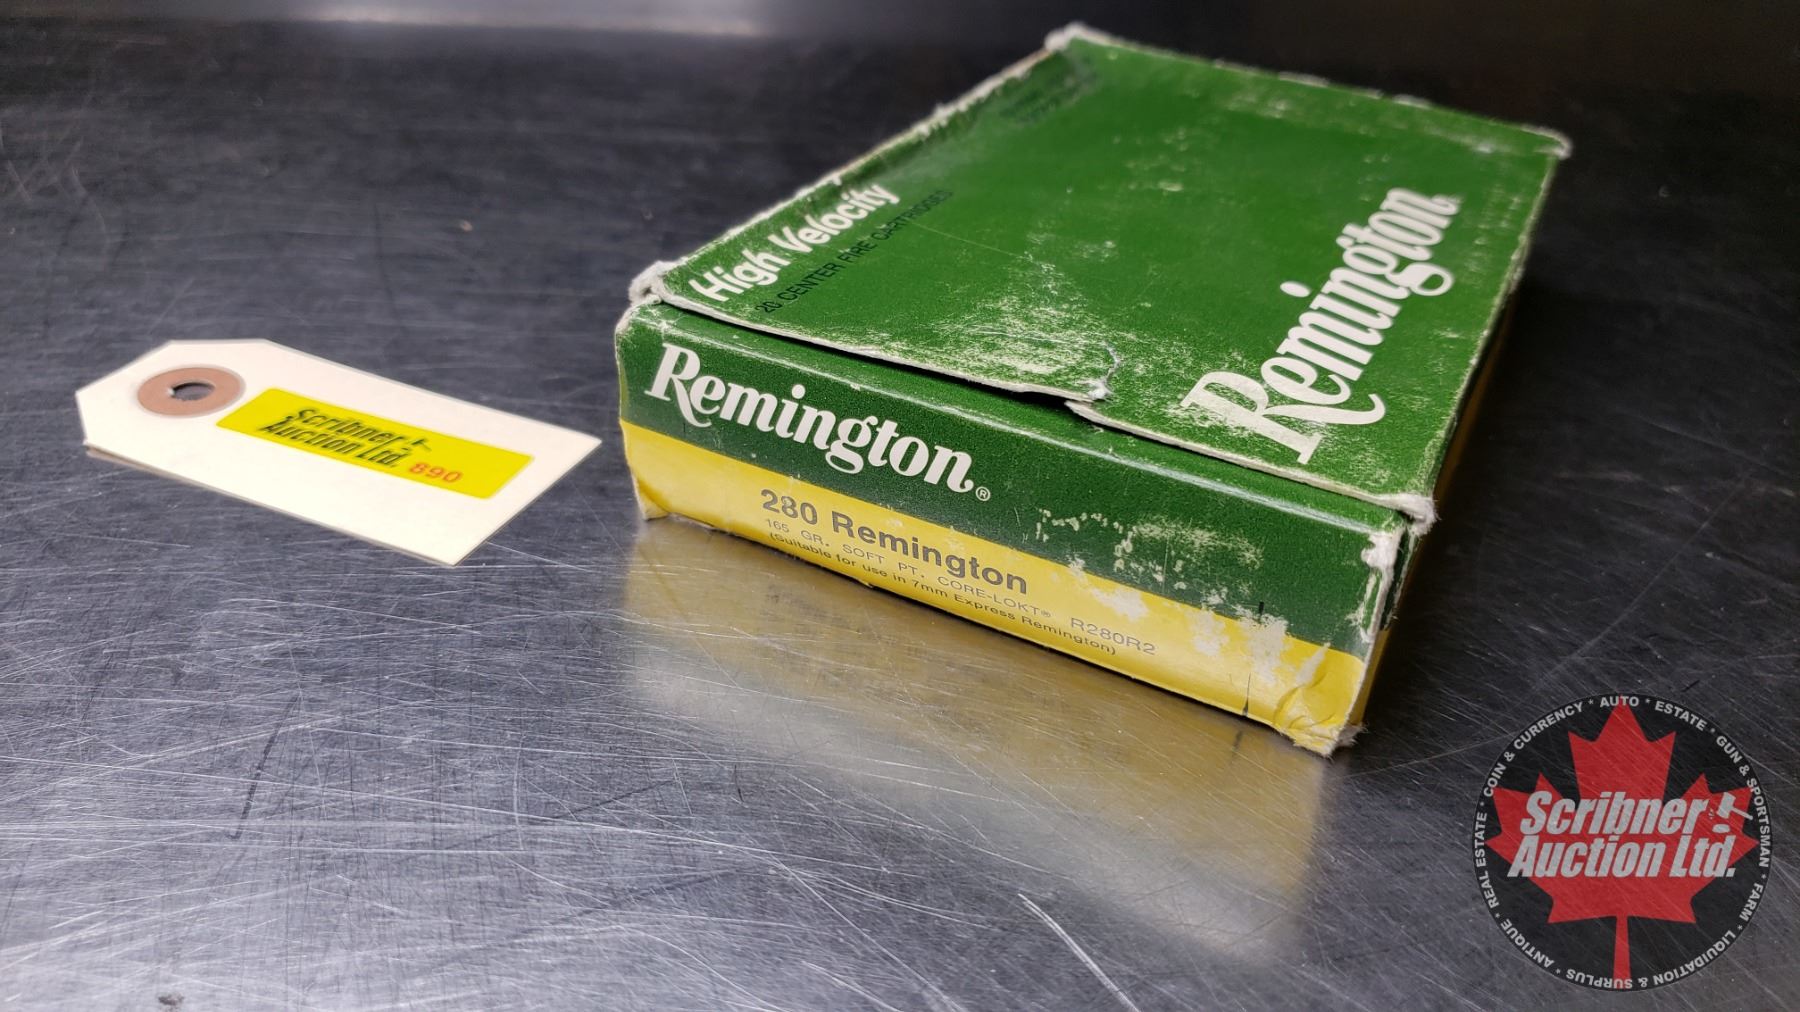 High Velocity
20 CENTER FIRE CARTRIDGES
Remington
Remington®
280 Remington
165 GR. SOFT PT. CORE-LOKT® R280R2
(Suitable for use in 7mm Express Remington)
Scribner
Auction Ltd. 890
Scribner
Auction Ltd.
ANTIQUE * REAL ESTATE * COIN & CURRENCY * AUTO * ESTATE * GUN & SPORTSMAN * FARM * LIQUIDATION & SURPLUS *